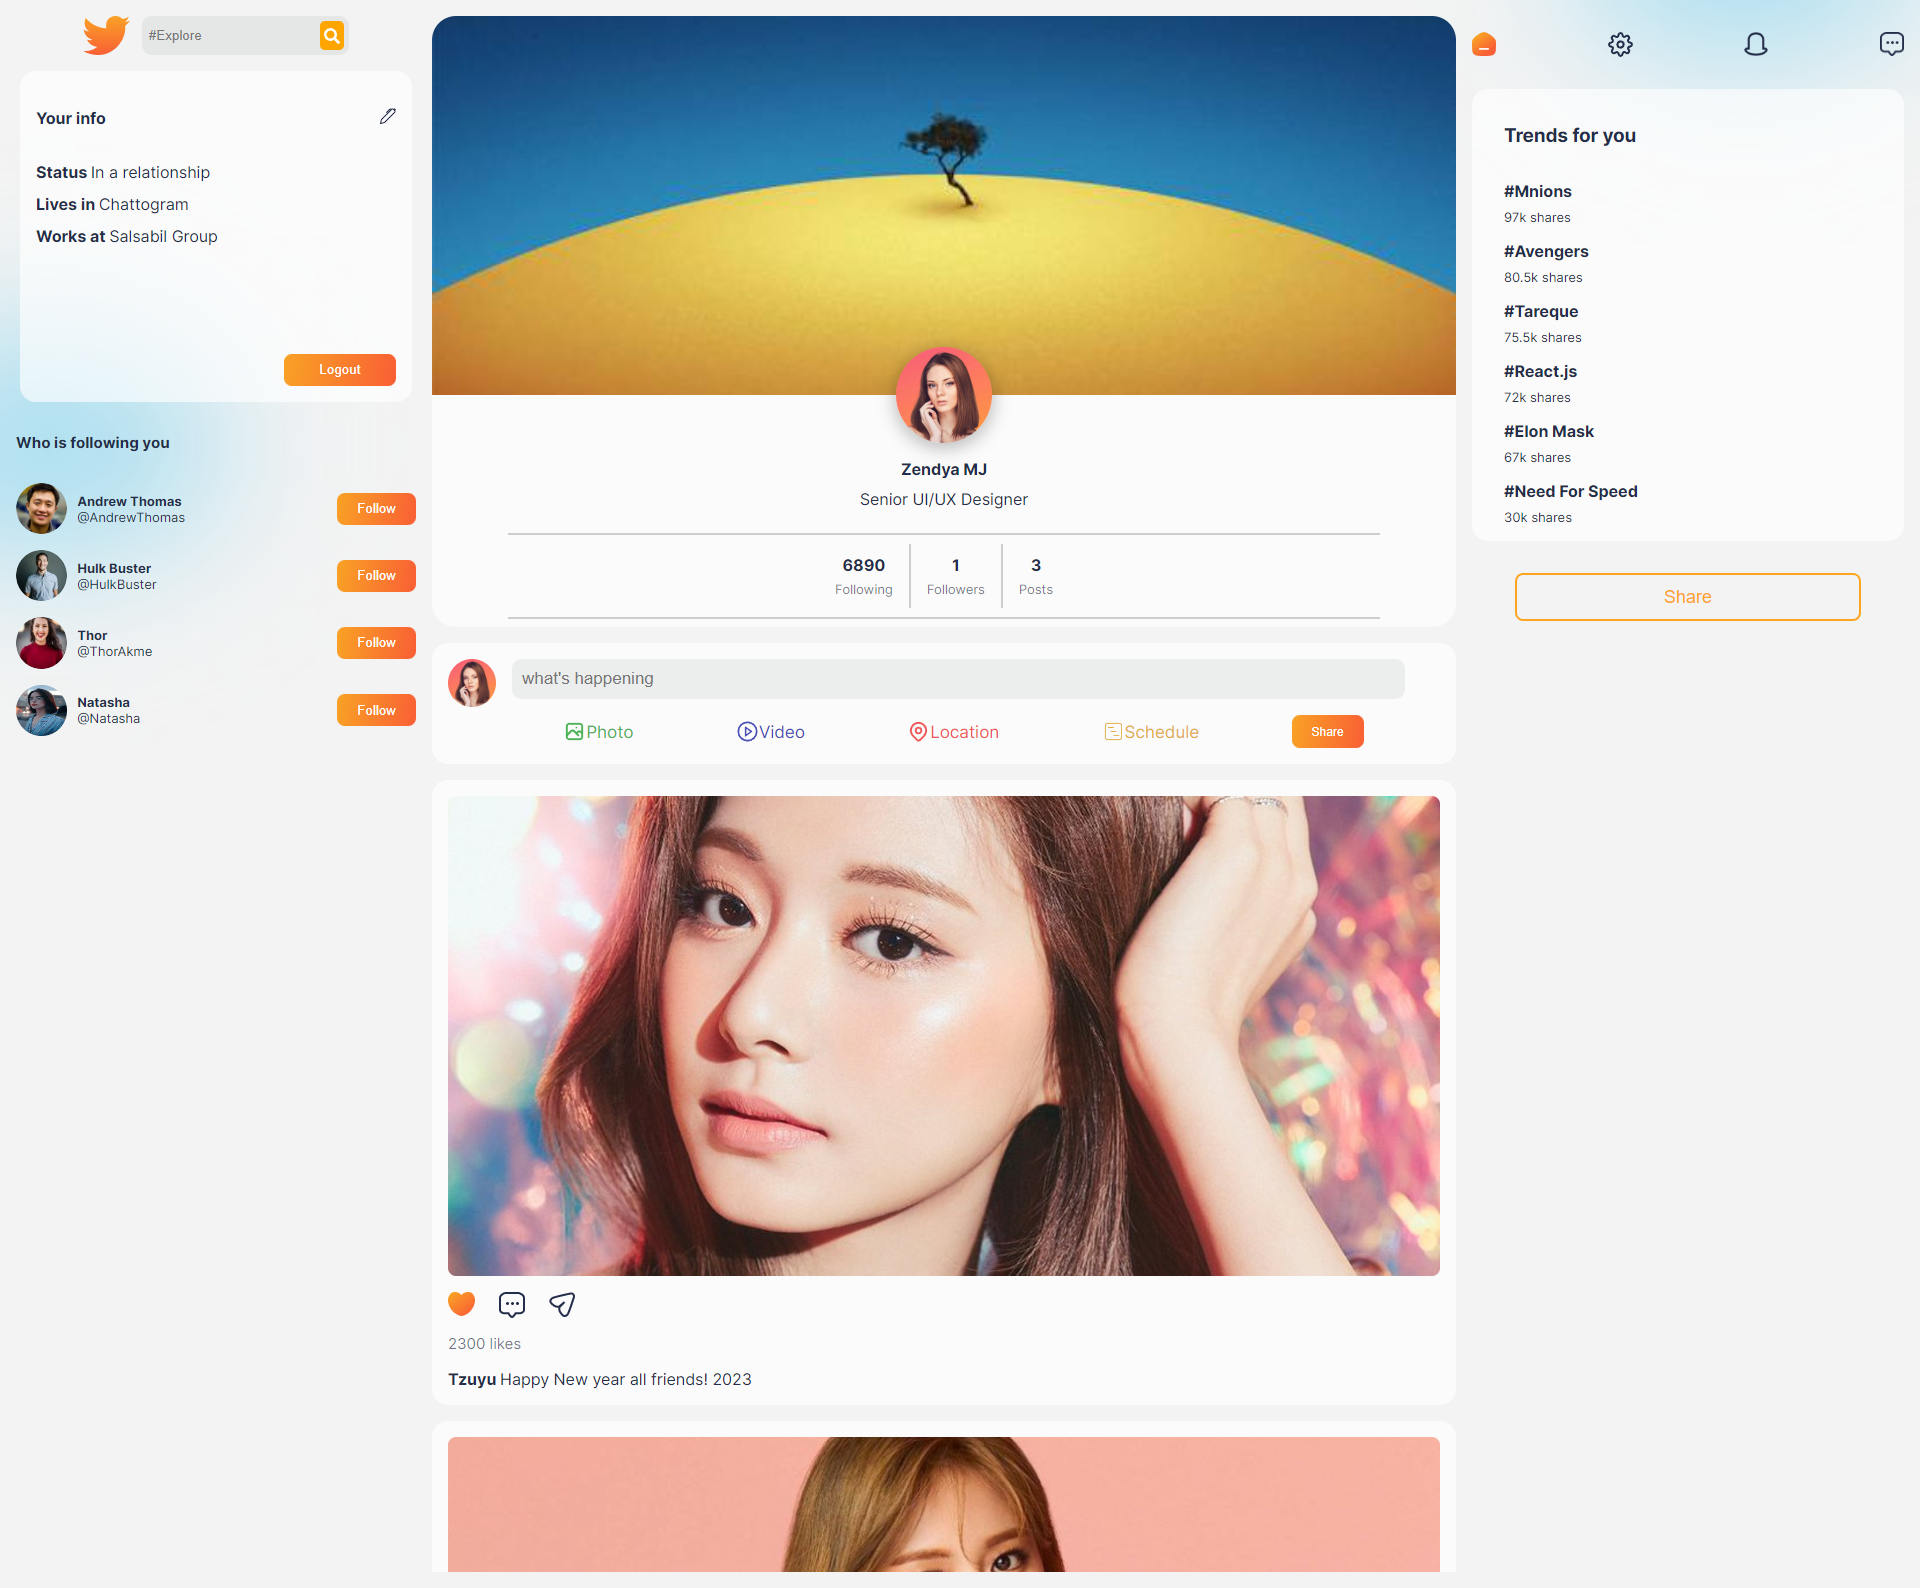 #Explore
Your info
Status In a relationship
Lives in Chattogram
Works at Salsabil Group
Logout
Who is following you
Andrew Thomas
@AndrewThomas
Follow
Hulk Buster
@HulkBuster
Follow
Thor
@ThorAkme
Follow
Natasha
@Natasha
Follow
Zendya MJ
Senior UI/UX Designer
6890
Following
1
Followers
3
Posts
what's happening
Photo
Video
Location
Schedule
Share
2300 likes
Tzuyu Happy New year all friends! 2023
Trends for you
#Mnions
97k shares
#Avengers
80.5k shares
#Tareque
75.5k shares
#React.js
72k shares
#Elon Mask
67k shares
#Need For Speed
30k shares
Share